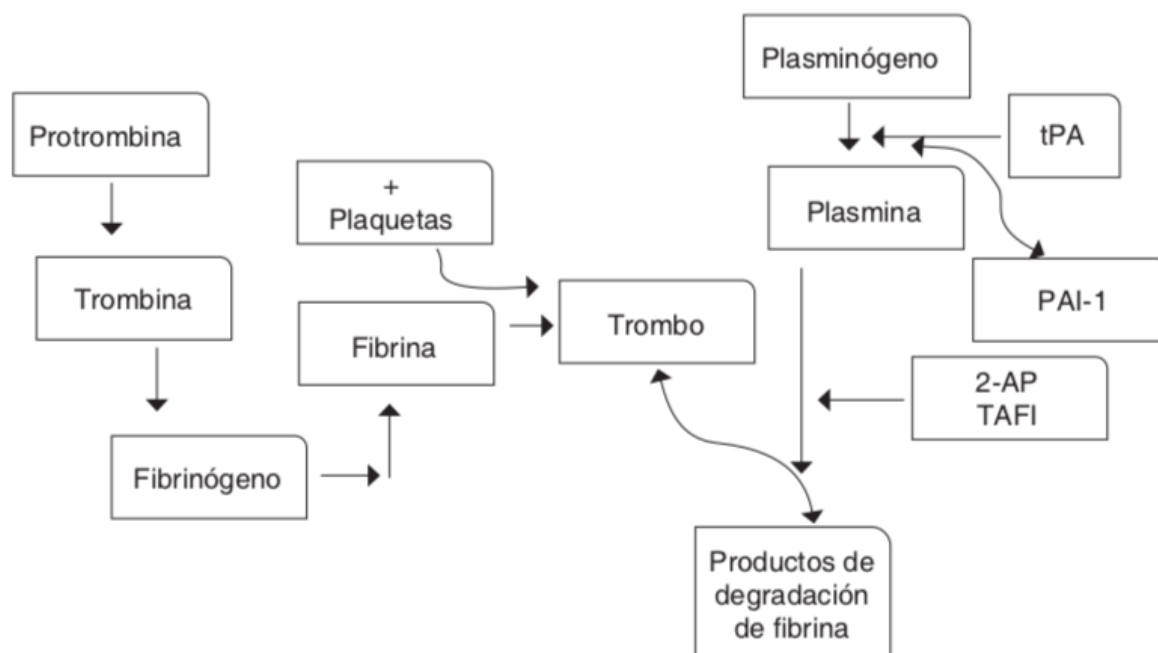 Plasminógeno
Protrombina
tPA
+
Plaquetas
Plasmina
Trombina
PAI-1
Fibrina
Trombo
2-AP
TAFI
Fibrinógeno
Productos de
degradación
de fibrina